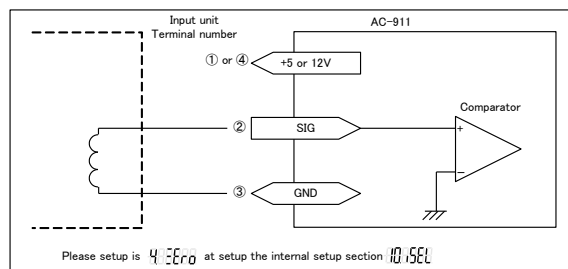 Input unit
Terminal number
AC-911
① or ④
+5 or 12V
Comparator
②
SIG
+
−
③
GND
Please setup is 4. ZEro at setup the internal setup section 10. iSEL